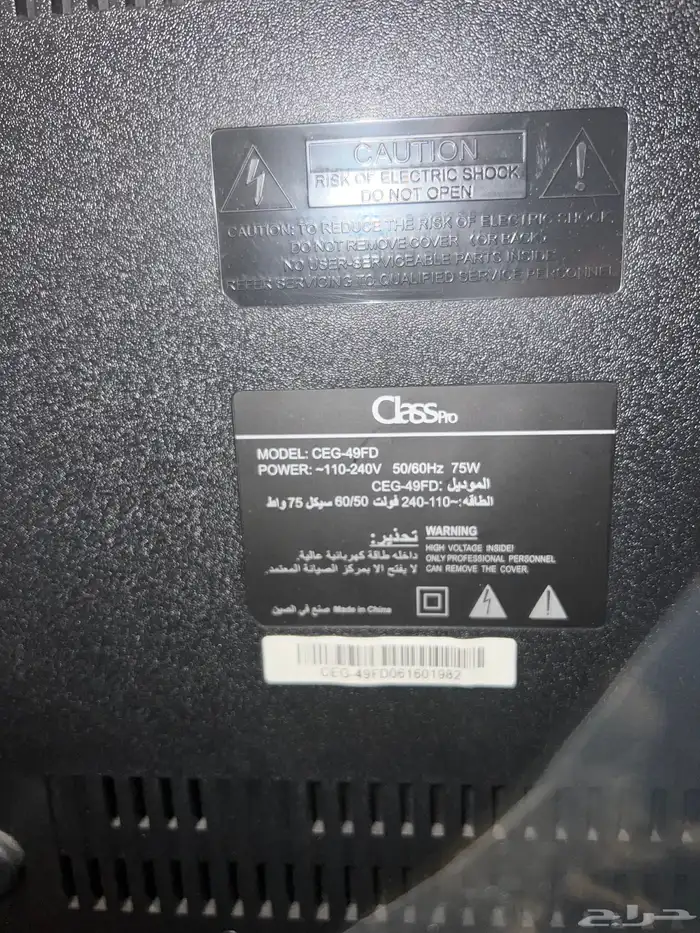 CAUTION
RISK OF ELECTRIC SHOCK
DO NOT OPEN
CAUTION: TO REDUCE THE RISK OF ELECTRIC SHOCK,
DO NOT REMOVE COVER (OR BACK)
NO USER-SERVICEABLE PARTS INSIDE
REFER SERVICING TO QUALIFIED SERVICE PERSONNEL
Class Pro
MODEL: CEG-49FD
POWER: ~110-240V 50/60Hz 75W
الموديل: CEG-49FD
الطاقه:~110-240 فولت 60/50 سيكل 75 واط
WARNING
HIGH VOLTAGE INSIDE!
ONLY PROFESSIONAL PERSONNEL
CAN REMOVE THE COVER.
تحذير:
داخله طاقة كهربائية عالية.
لا يفتح الا بمركز الصيانة المعتمد.
صنع في الصين Made in China
CEG-49FD061601982
حراج